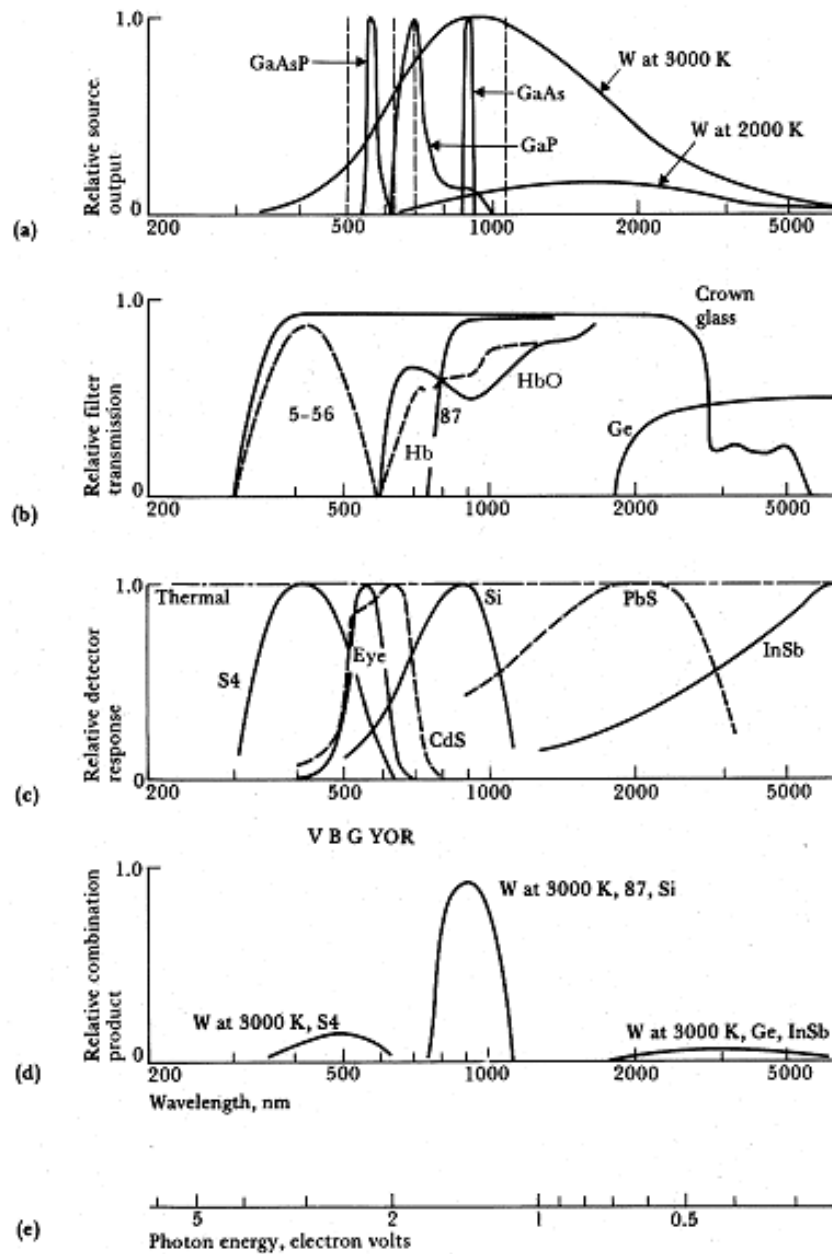 1.0
GaAsP
W at 3000 K
GaAs
W at 2000 K
GaP
Relative source
output
0
(a)
200 500 1000 2000 5000
1.0
Crown
glass
5-56
87
HbO
Ge
Hb
Relative filter
transmission
0
(b)
200 500 1000 2000 5000
1.0
Thermal
Si
PbS
Eye
InSb
S4
CdS
Relative detector
response
0
(c)
200 500 1000 2000 5000
V B G YOR
1.0
W at 3000 K, 87, Si
W at 3000 K, S4
W at 3000 K, Ge, InSb
Relative combination
product
0
(d)
200 500 1000 2000 5000
Wavelength, nm
(e)
5 2 1 0.5
Photon energy, electron volts